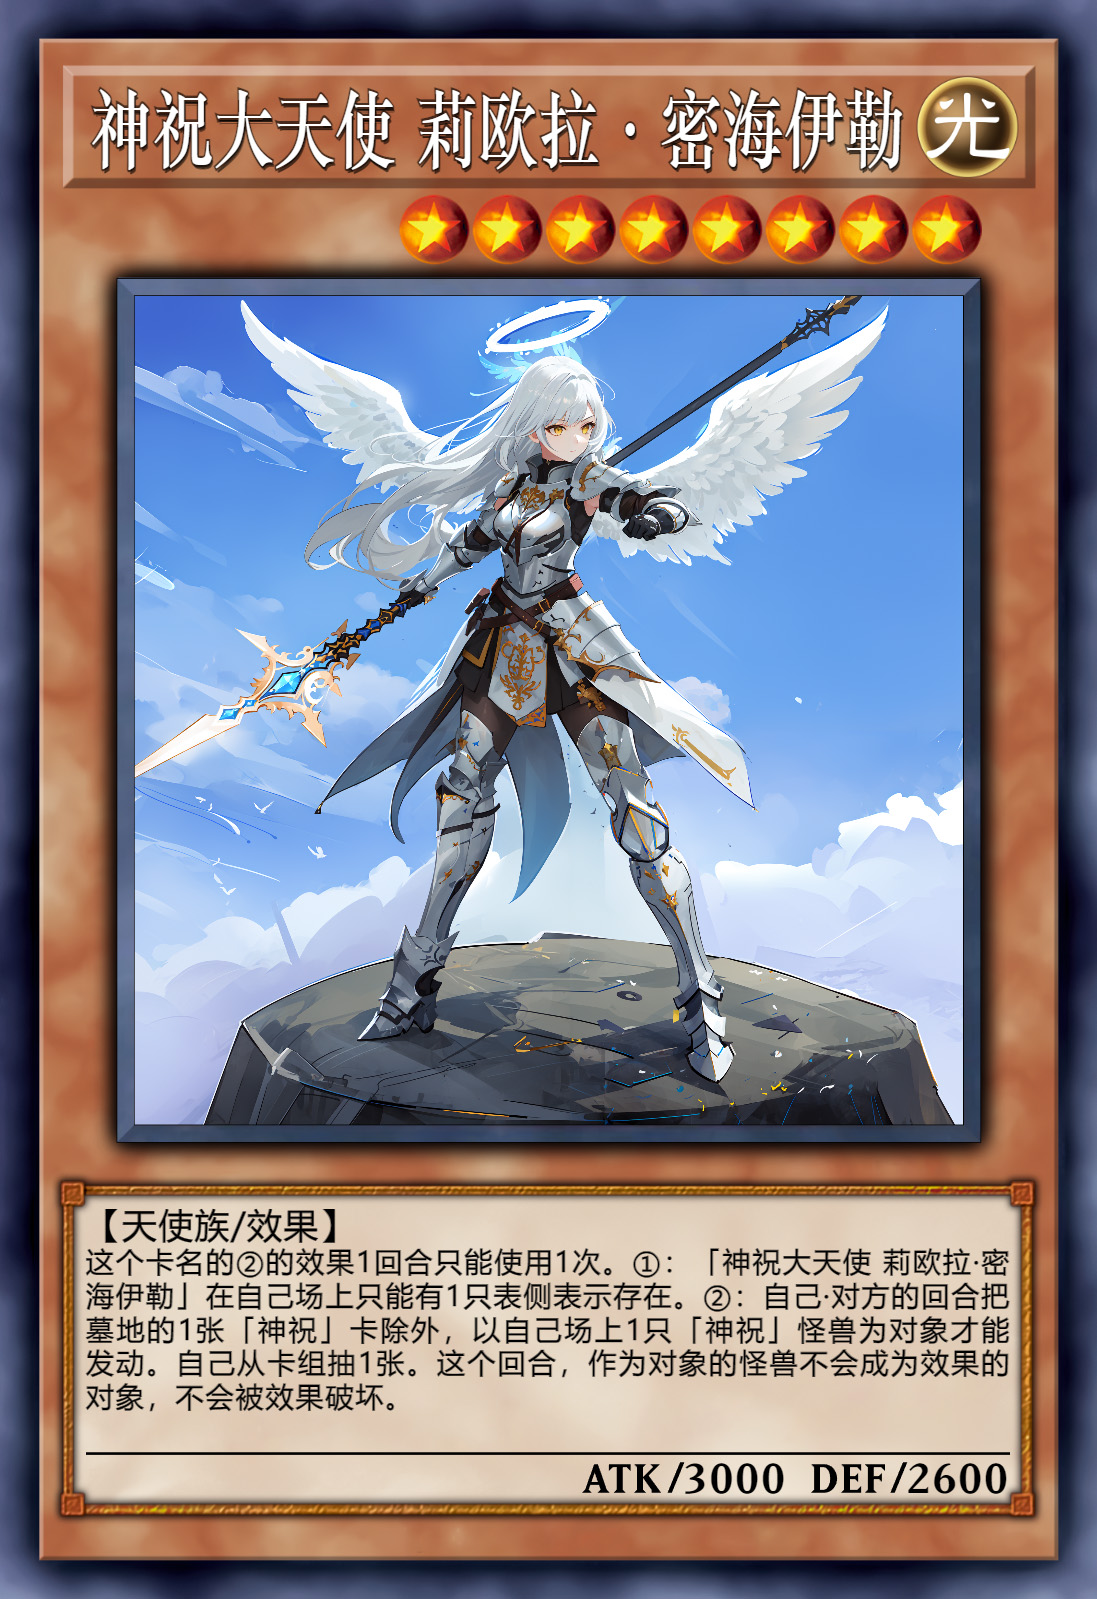 神祝大天使 莉欧拉·密海伊勒
光
【天使族/效果】
这个卡名的②的效果1回合只能使用1次。①：「神祝大天使 莉欧拉·密
海伊勒」在自己场上只能有1只表侧表示存在。②：自己·对方的回合把
墓地的1张「神祝」卡除外，以自己场上1只「神祝」怪兽为对象才能
发动。自己从卡组抽1张。这个回合，作为对象的怪兽不会成为效果的
对象，不会被效果破坏。
ATK/3000 DEF/2600